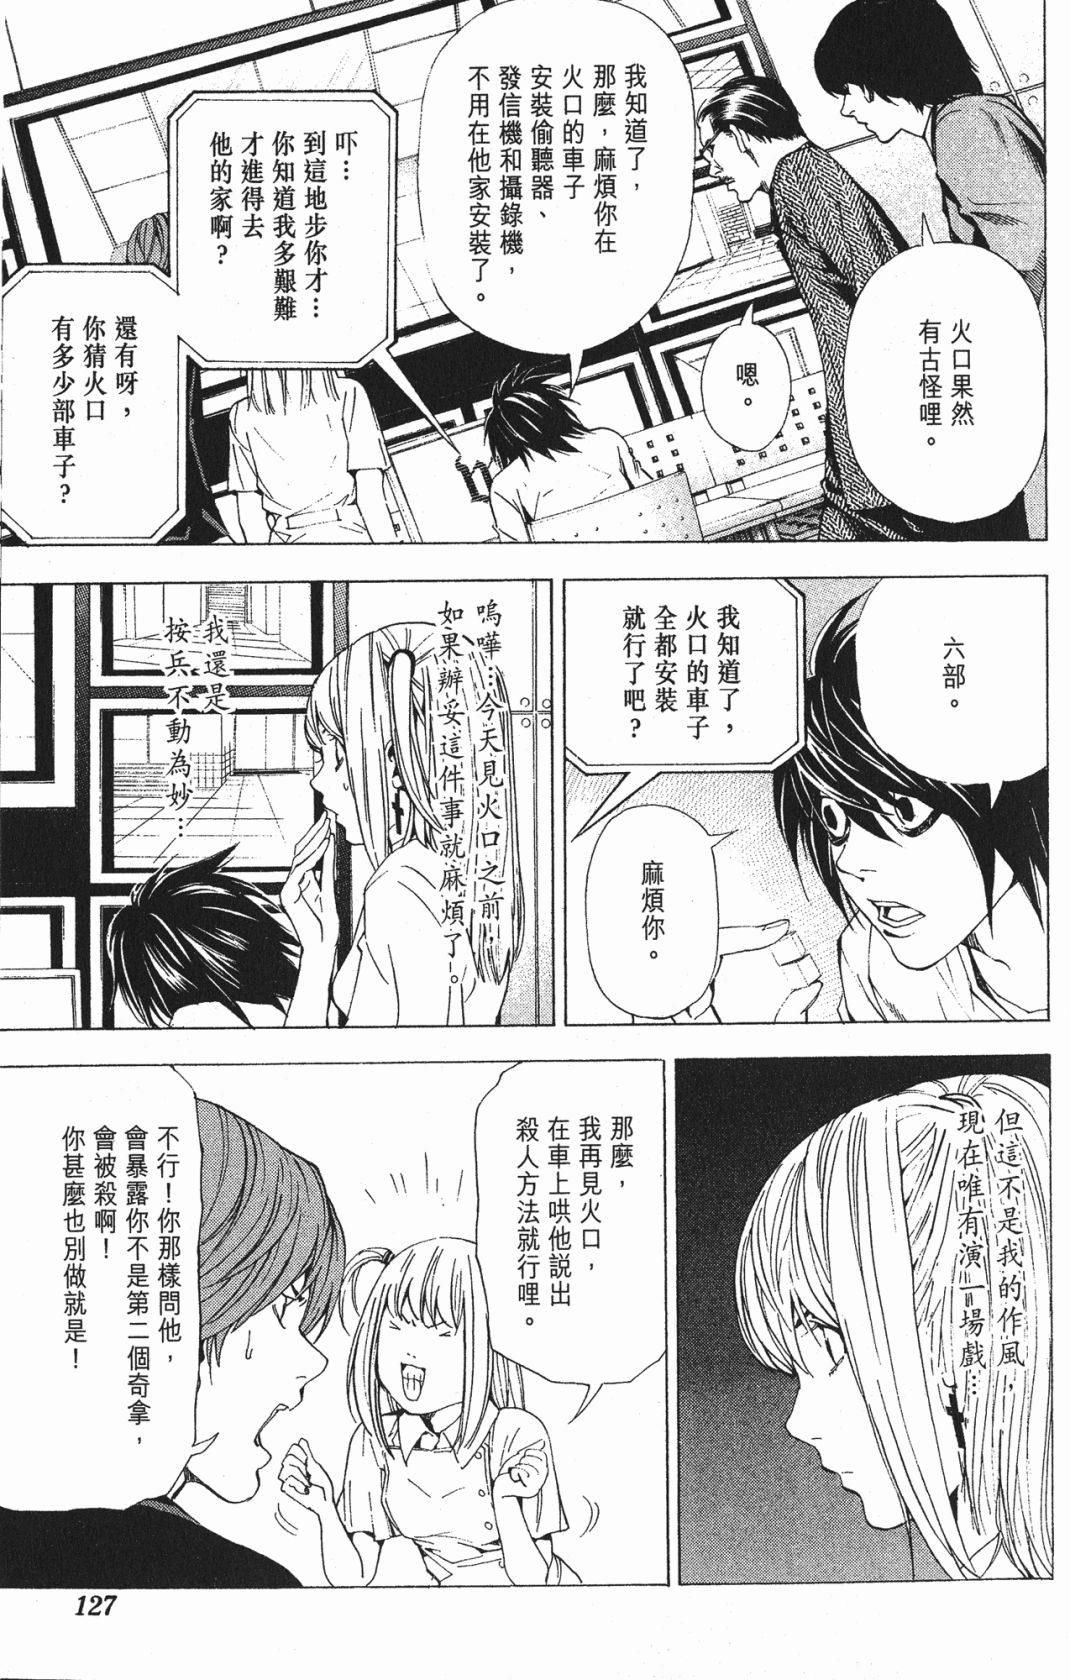 火口果然
有古怪哩。
嗯。
我知道了，
那麼，麻煩你在
火口的車子
安裝偷聽器、
發信機和攝錄機，
不用在他家安裝了。
吓…
到這地步你才…
你知道我多艱難
才進得去
他的家啊？
還有呀，
你猜火口
有多少部車子？
六部。
我知道了，
火口的車子
全都安裝
就行了吧？
麻煩你。
嗚嘩…今天見火口之前…
如果辦妥這件事就麻煩了。
我還是
按兵不動為妙…
但這不是我的作風，
現在唯有演一場戲…
那麼，
我再見火口，
在車上哄他說出
殺人方法就行哩。
不行！你那樣問他，
會暴露你不是第二個奇拿，
會被殺啊！
你甚麼也別做就是！
127